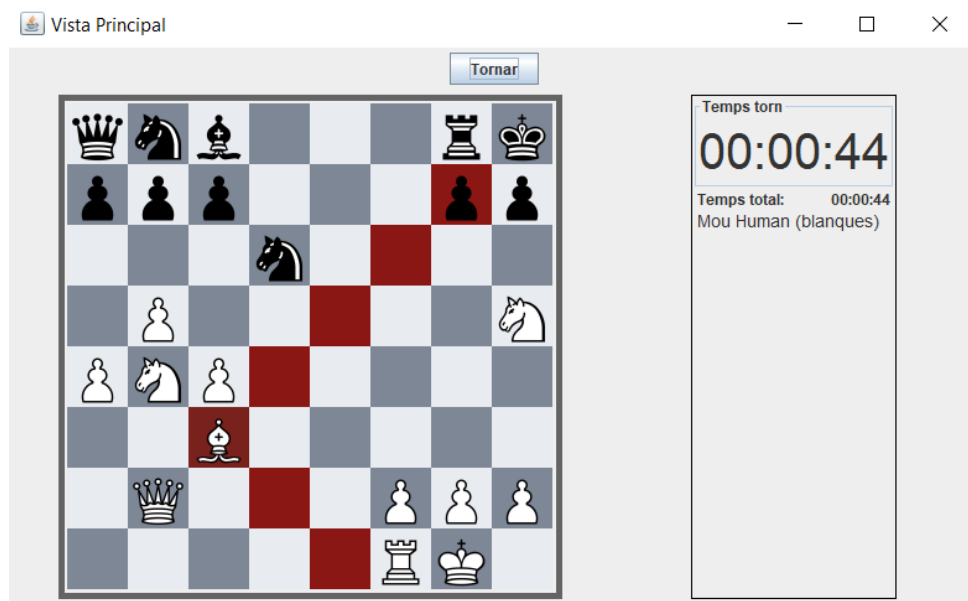 Vista Principal
Tornar
Temps torn
00:00:44
Temps total: 00:00:44
Mou Human (blanques)